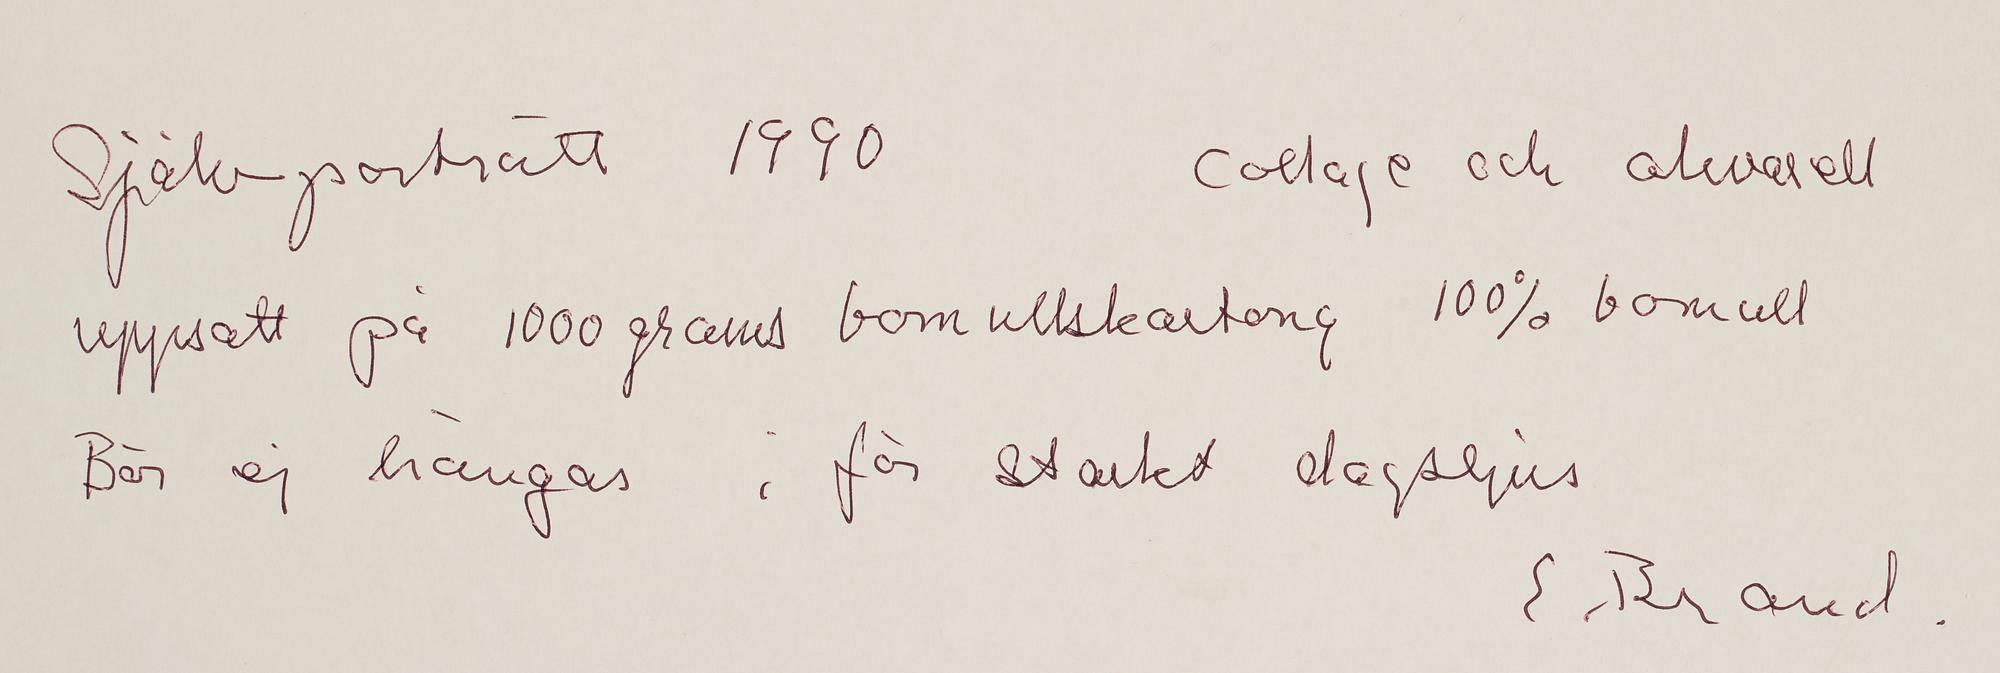 Självporträtt 1990 Collage och akvarell
uppsatt på 1000 grams bomullskartong 100% bomull
Bör ej hängas i för starkt dagsljus
E. Brand.